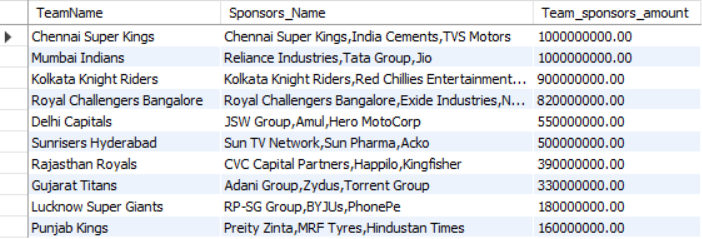 TeamName Sponsors_Name Team_sponsors_amount
Chennai Super Kings Chennai Super Kings,India Cements,TVS Motors 1000000000.00
Mumbai Indians Reliance Industries,Tata Group,Jio 1000000000.00
Kolkata Knight Riders Kolkata Knight Riders,Red Chillies Entertainment... 900000000.00
Royal Challengers Bangalore Royal Challengers Bangalore,Exide Industries,N... 820000000.00
Delhi Capitals JSW Group,Amul,Hero MotoCorp 550000000.00
Sunrisers Hyderabad Sun TV Network,Sun Pharma,Acko 500000000.00
Rajasthan Royals CVC Capital Partners,Happilo,Kingfisher 390000000.00
Gujarat Titans Adani Group,Zydus,Torrent Group 330000000.00
Lucknow Super Giants RP-SG Group,BYJUs,PhonePe 180000000.00
Punjab Kings Preity Zinta,MRF Tyres,Hindustan Times 160000000.00